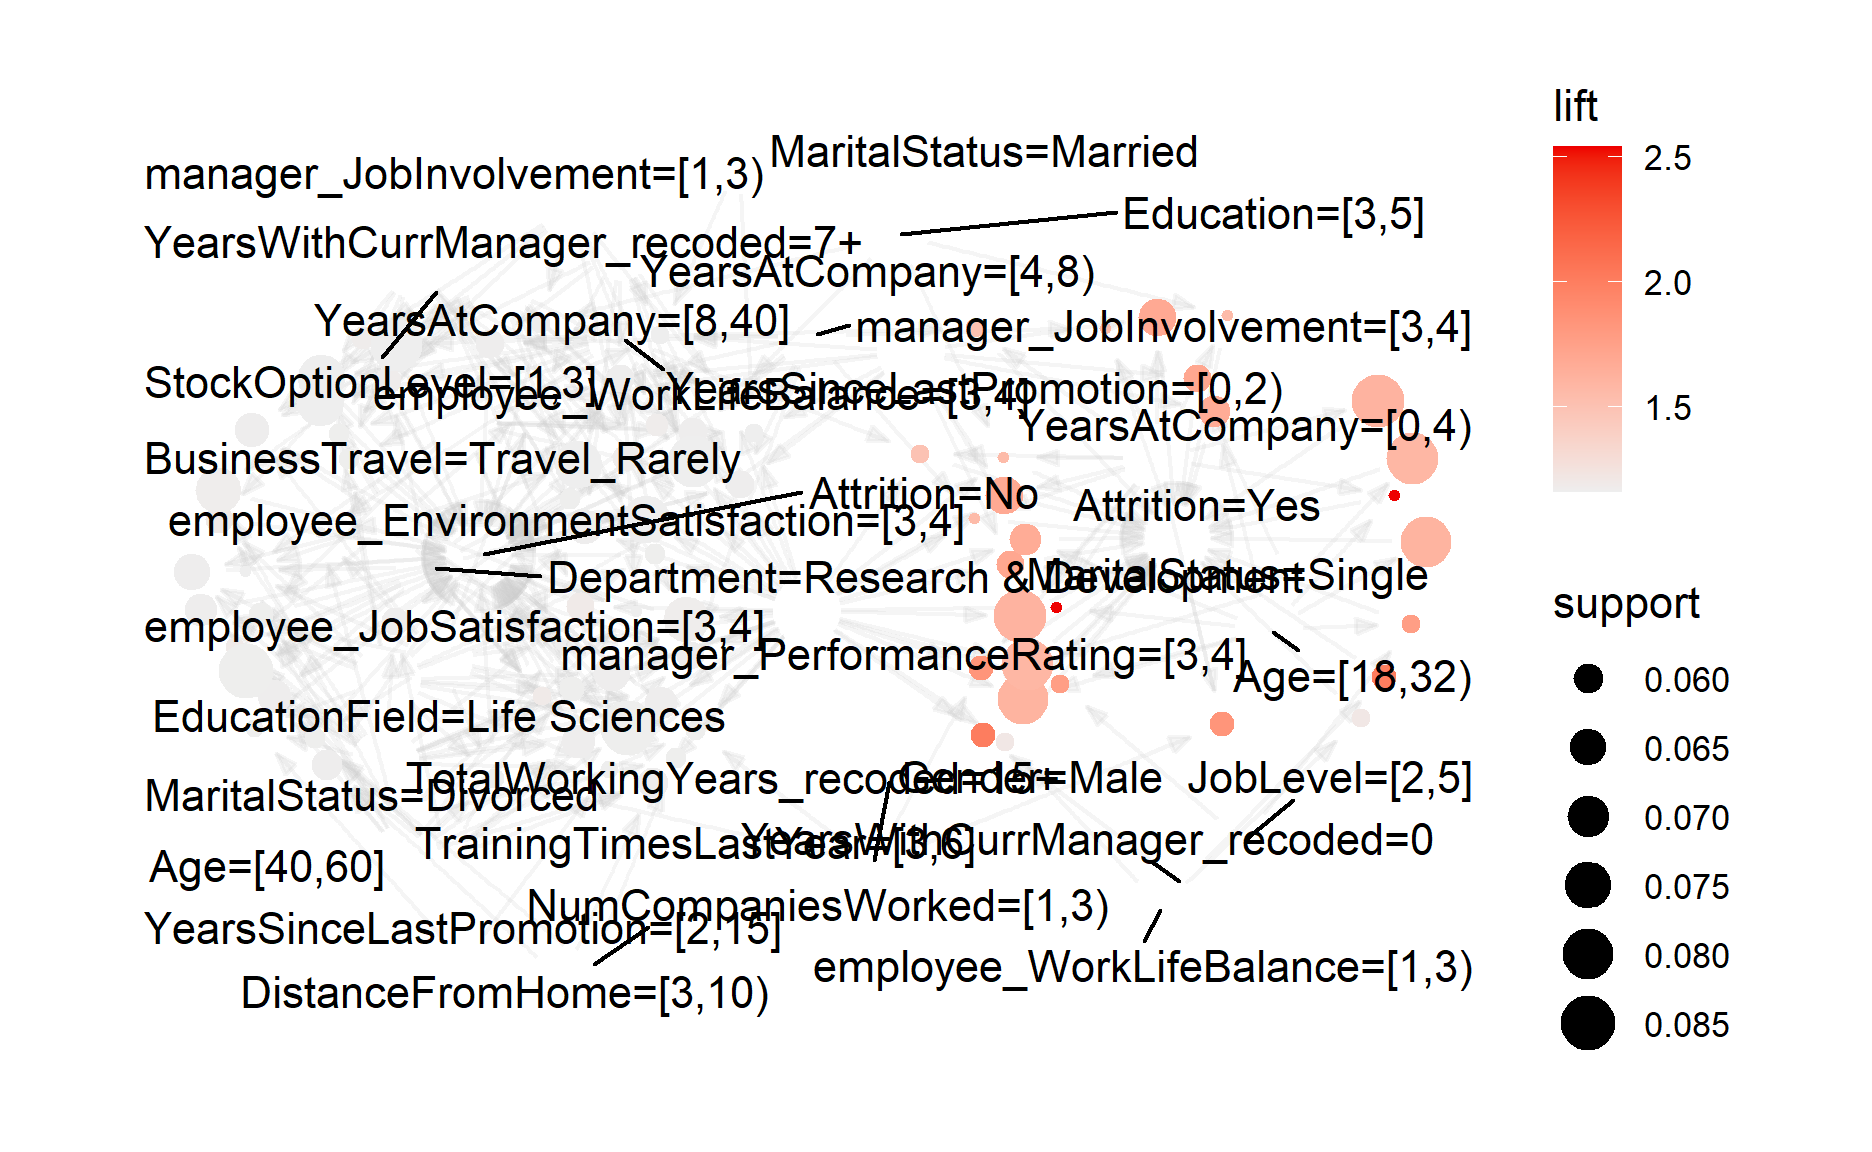 MaritalStatus=Married
manager_JobInvolvement=[1,3)
Education=[3,5]
YearsWithCurrManager_recoded=7+
YearsAtCompany=[4,8)
YearsAtCompany=[8,40]
manager_JobInvolvement=[3,4]
StockOptionLevel=[1,3]
employee_WorkLifeBalance=[3,4]
YearsSinceLastPromotion=[0,2)
YearsAtCompany=[0,4)
BusinessTravel=Travel_Rarely
Attrition=No
Attrition=Yes
employee_EnvironmentSatisfaction=[3,4]
Department=Research & Development
MaritalStatus=Single
employee_JobSatisfaction=[3,4]
manager_PerformanceRating=[3,4]
Age=[18,32)
EducationField=Life Sciences
TotalWorkingYears_recoded=15+
Gender=Male
JobLevel=[2,5]
MaritalStatus=Divorced
TrainingTimesLastYear=[3,6]
YearsWithCurrManager_recoded=0
Age=[40,60]
NumCompaniesWorked=[1,3)
YearsSinceLastPromotion=[2,15]
employee_WorkLifeBalance=[1,3)
DistanceFromHome=[3,10)
lift
2.5
2.0
1.5
support
0.060
0.065
0.070
0.075
0.080
0.085